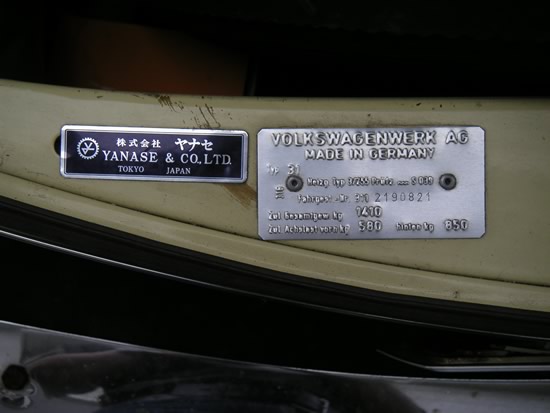 株式会社 ヤナセ
YANASE & CO., LTD.
TOKYO JAPAN
VOLKSWAGENWERK AG
MADE IN GERMANY
Typ 31
Fahrgest.-Nr. 310 2190821
Zul Gesamtgew kg 1410
Zul Achslast vorn kg 580 hinten kg 850